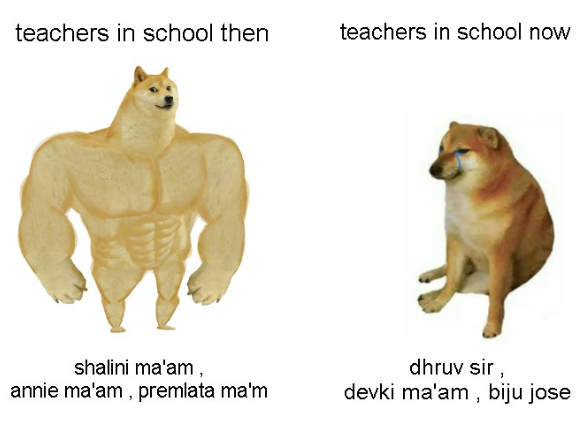 teachers in school then
teachers in school now
shalini ma'am ,
annie ma'am , premlata ma'm
dhruv sir ,
devki ma'am , biju jose